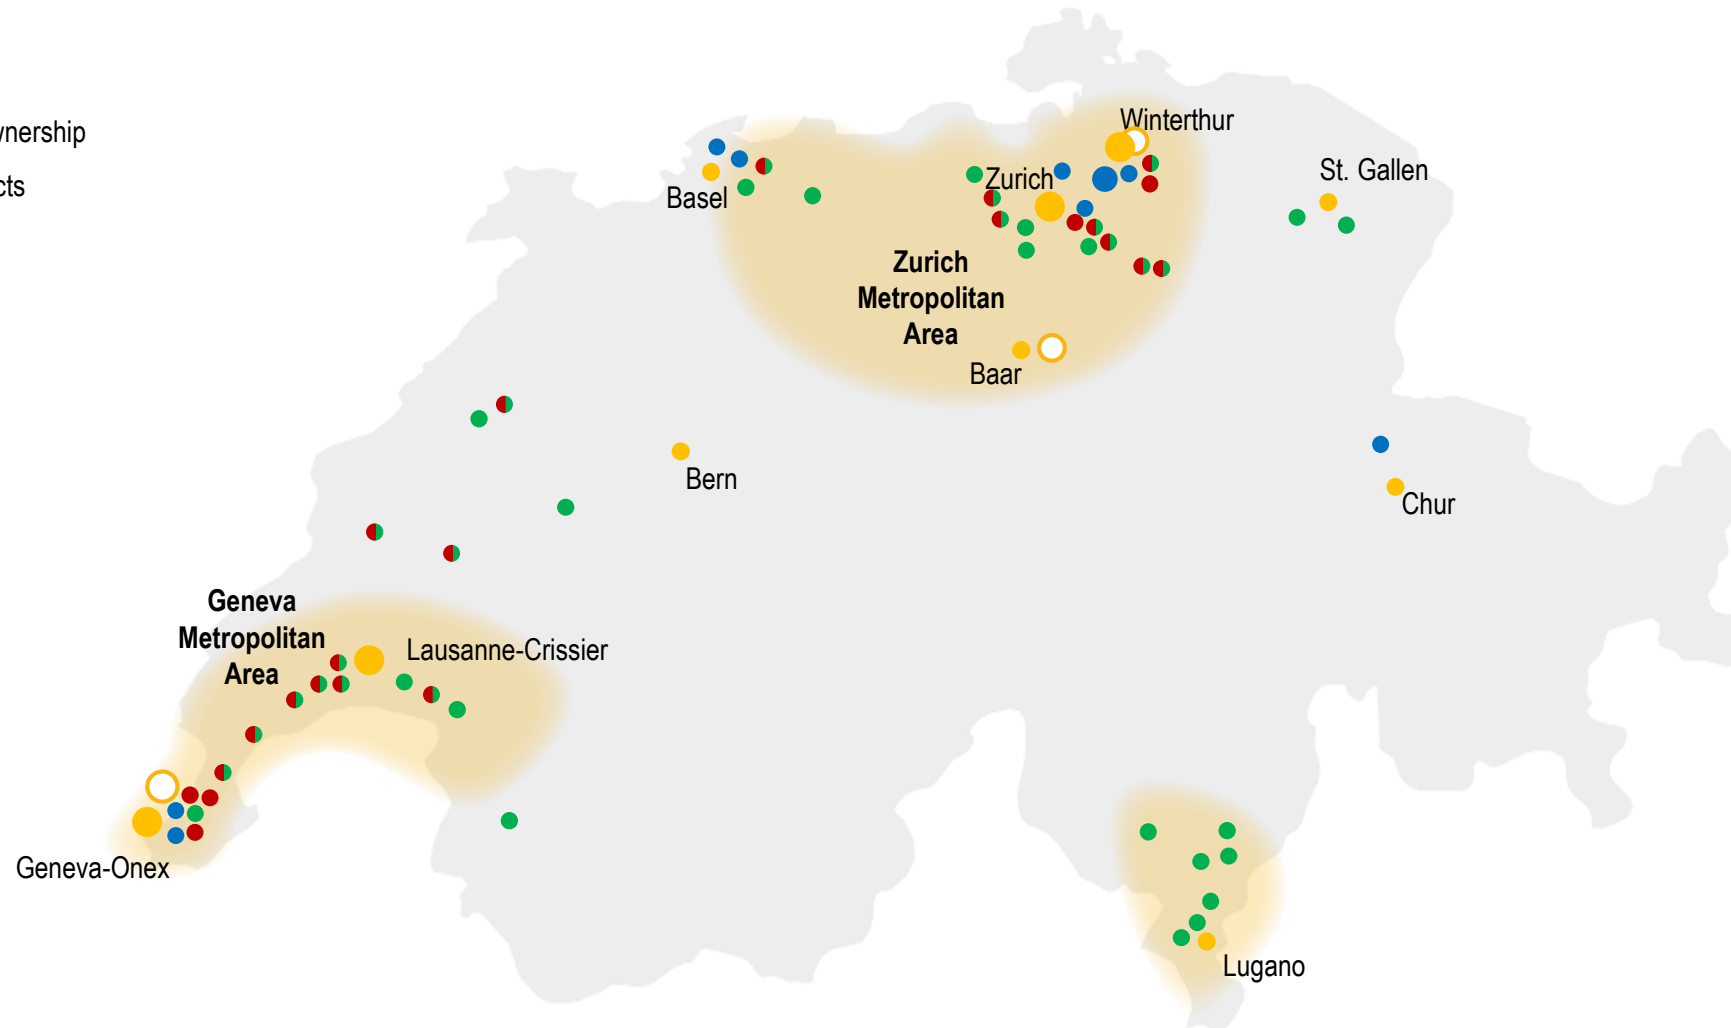 Winterthur
wnership
St. Gallen
Zurich
cts
Basel
Zurich
Metropolitan
Area
Baar
Bern
Chur
Geneva
Metropolitan
Area
Lausanne-Crissier
Geneva-Onex
Lugano